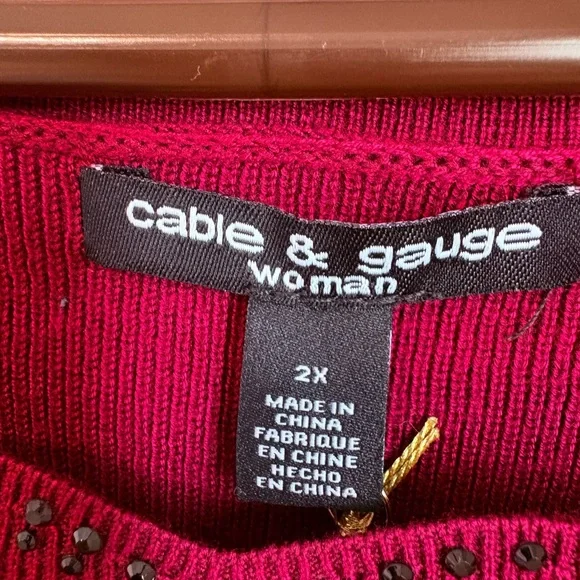 cable & gauge
woman
2X
MADE IN
CHINA
FABRIQUE
EN CHINE
HECHO
EN CHINA